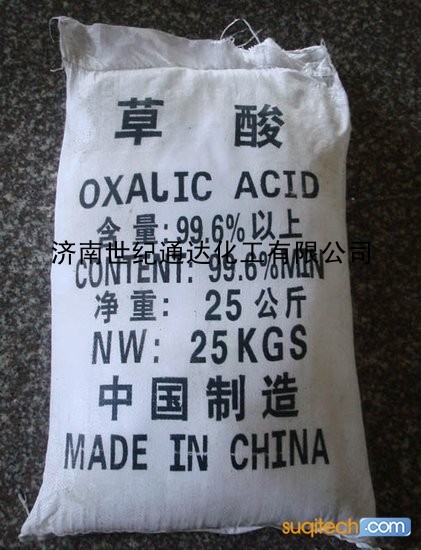 草 酸
OXALIC ACID
含量:99.6%以上
济南世纪通达化工有限公司
CONTENT: 99.6%MIN
净重: 25公斤
NW: 25KGS
中国制造
MADE IN CHINA
suqitech.com